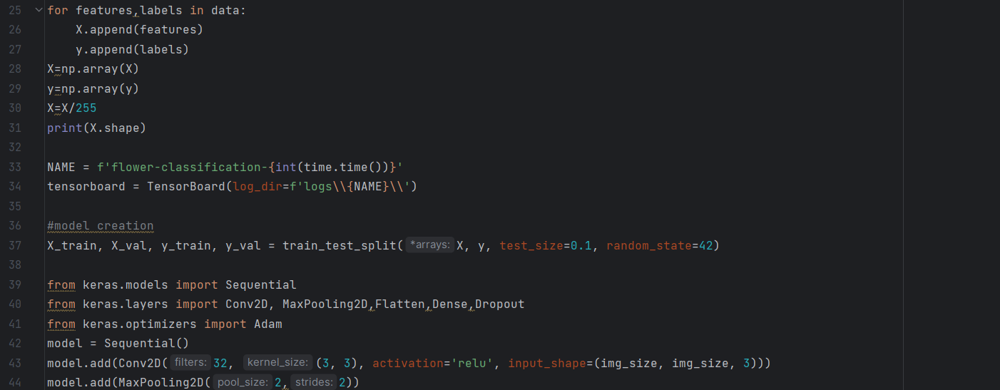 25 for features,labels in data:
26 X.append(features)
27 y.append(labels)
28 X=np.array(X)
29 y=np.array(y)
30 X=X/255
31 print(X.shape)
32
33 NAME = f'flower-classification-{int(time.time())}'
34 tensorboard = TensorBoard(log_dir=f'logs\\{NAME}\\')
35
36 #model creation
37 X_train, X_val, y_train, y_val = train_test_split( *arrays: X, y, test_size=0.1, random_state=42)
38
39 from keras.models import Sequential
40 from keras.layers import Conv2D, MaxPooling2D,Flatten,Dense,Dropout
41 from keras.optimizers import Adam
42 model = Sequential()
43 model.add(Conv2D( filters: 32, kernel_size: (3, 3), activation='relu', input_shape=(img_size, img_size, 3)))
44 model.add(MaxPooling2D( pool_size: 2, strides: 2))